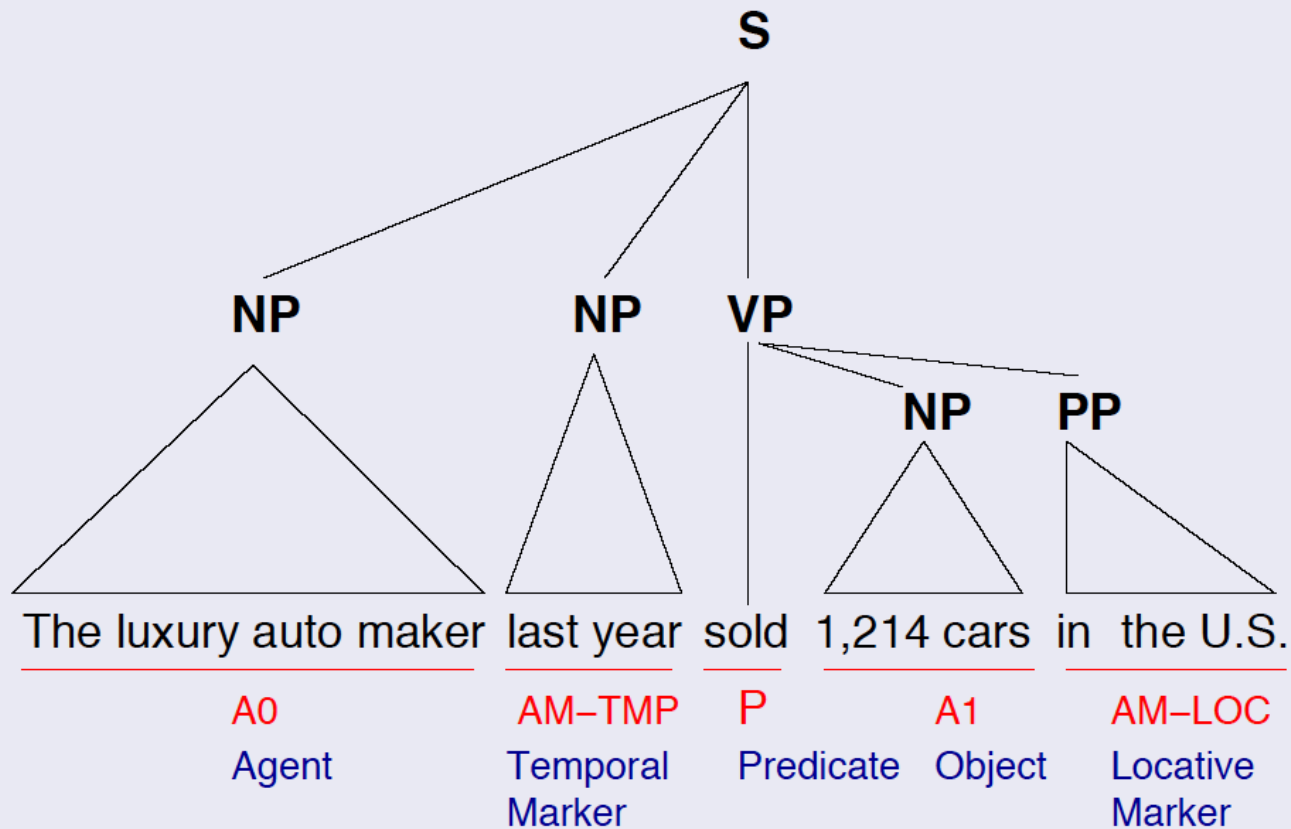 S
NP NP VP
NP PP
The luxury auto maker last year sold 1,214 cars in the U.S.
A0 AM–TMP P A1 AM–LOC
Agent Temporal Marker Predicate Object Locative Marker